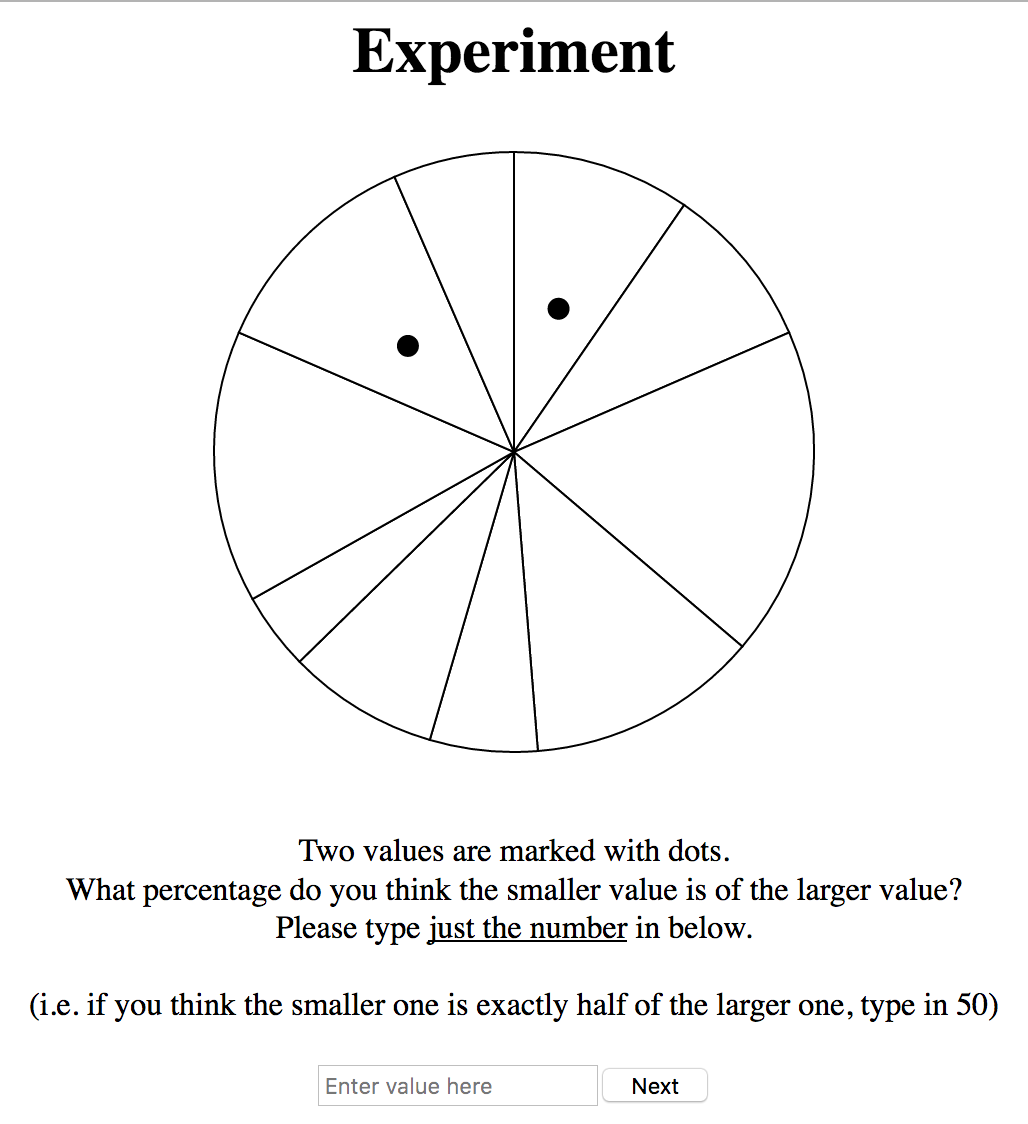 Experiment
Two values are marked with dots.
What percentage do you think the smaller value is of the larger value?
Please type just the number in below.
(i.e. if you think the smaller one is exactly half of the larger one, type in 50)
Enter value here
Next